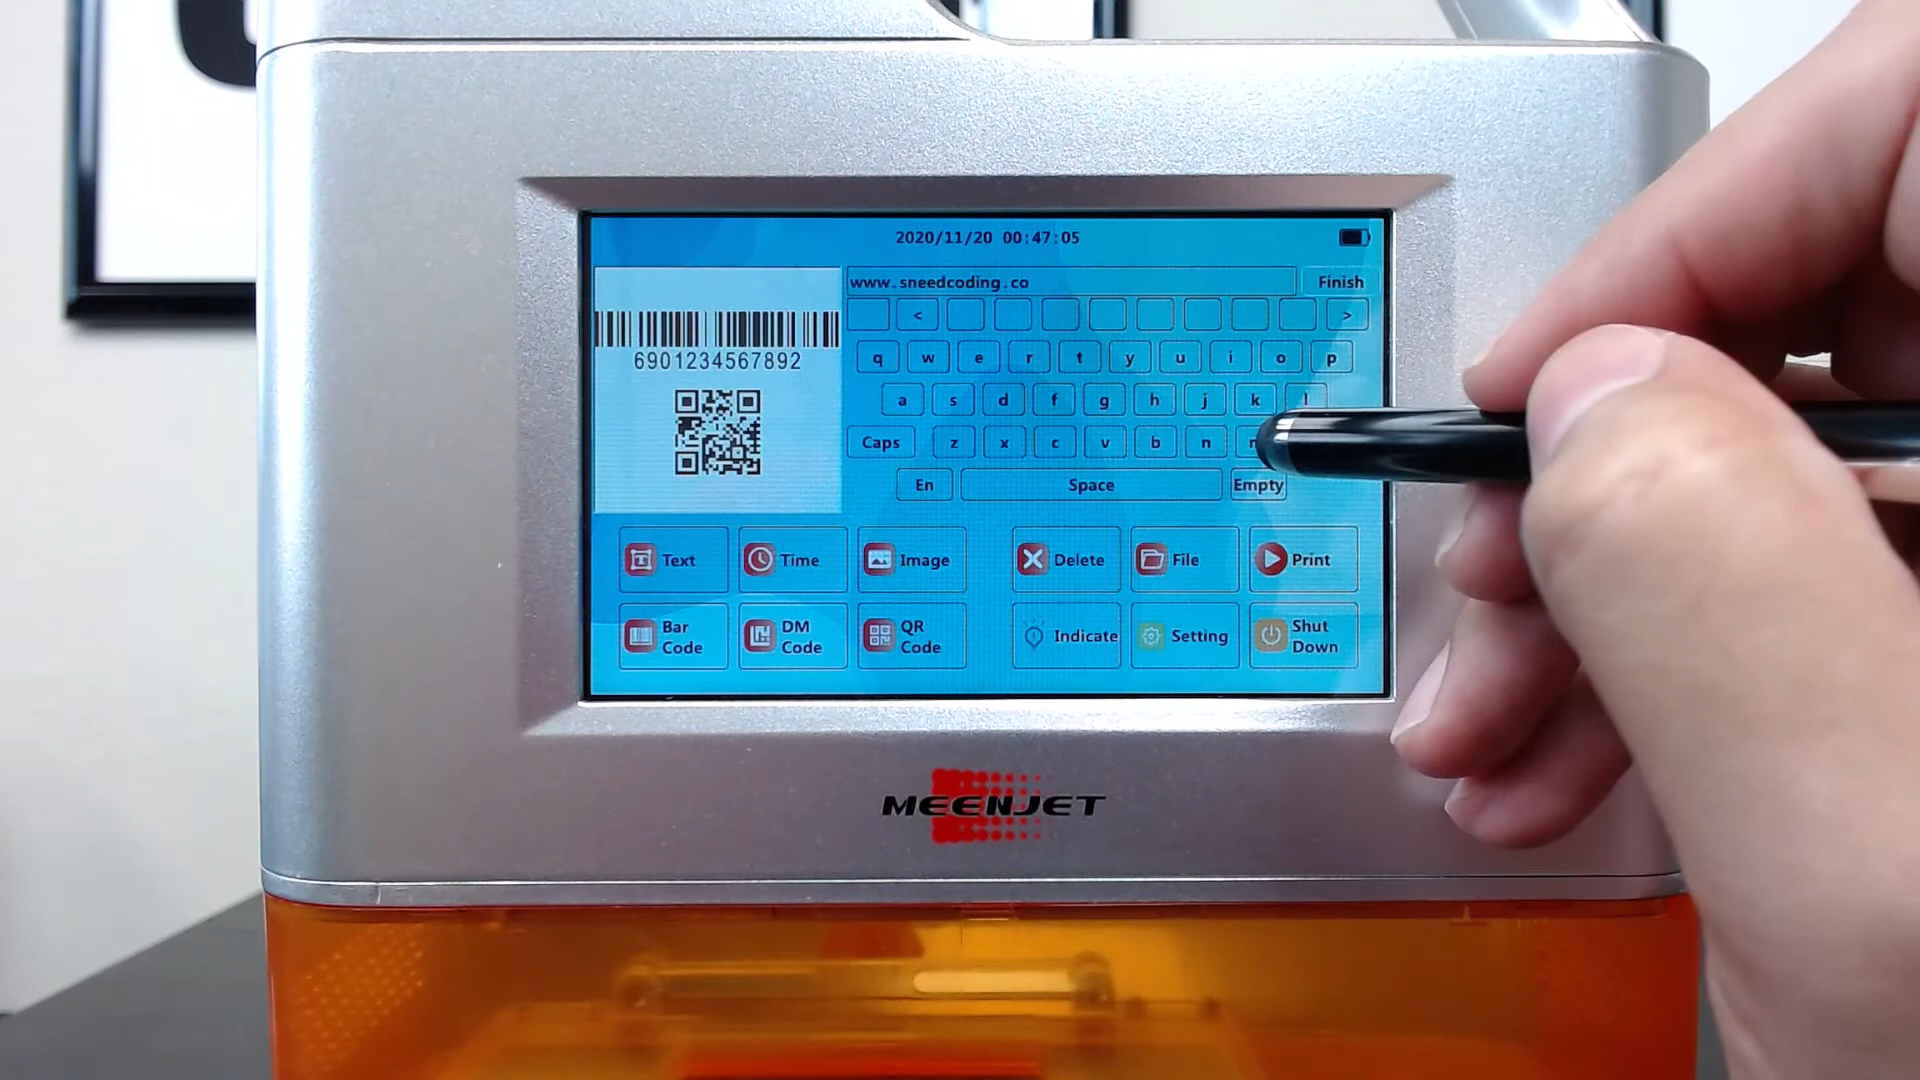 2020/11/20 00:47:05
www.sneedcoding.co
Finish
< >
q w e r t y u i o p
a s d f g h j k l
Caps z x c v b n
En Space Empty
6901234567892
Text Time Image Delete File Print
Bar Code DM Code QR Code Indicate Setting Shut Down
MEENJET